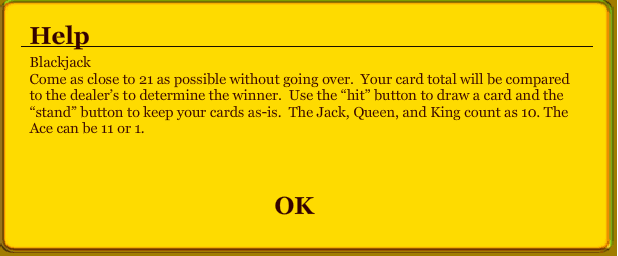 Help
Blackjack
Come as close to 21 as possible without going over.  Your card total will be compared
to the dealer’s to determine the winner.  Use the “hit” button to draw a card and the
“stand” button to keep your cards as-is.  The Jack, Queen, and King count as 10. The
Ace can be 11 or 1.
OK